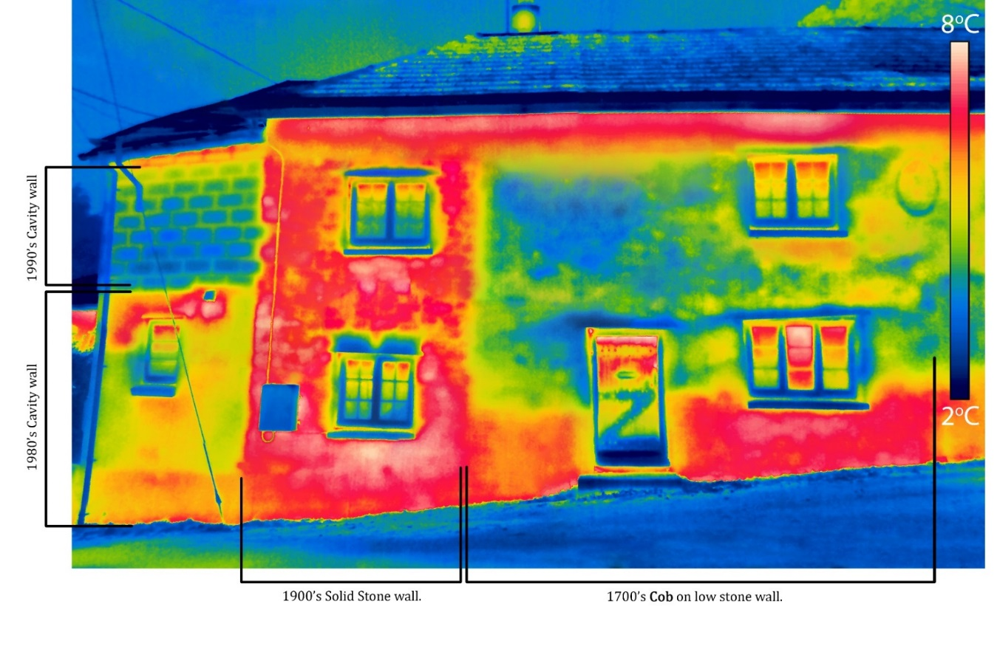 8°C
1990's Cavity wall
1980's Cavity wall
2°C
1900's Solid Stone wall.
1700's Cob on low stone wall.